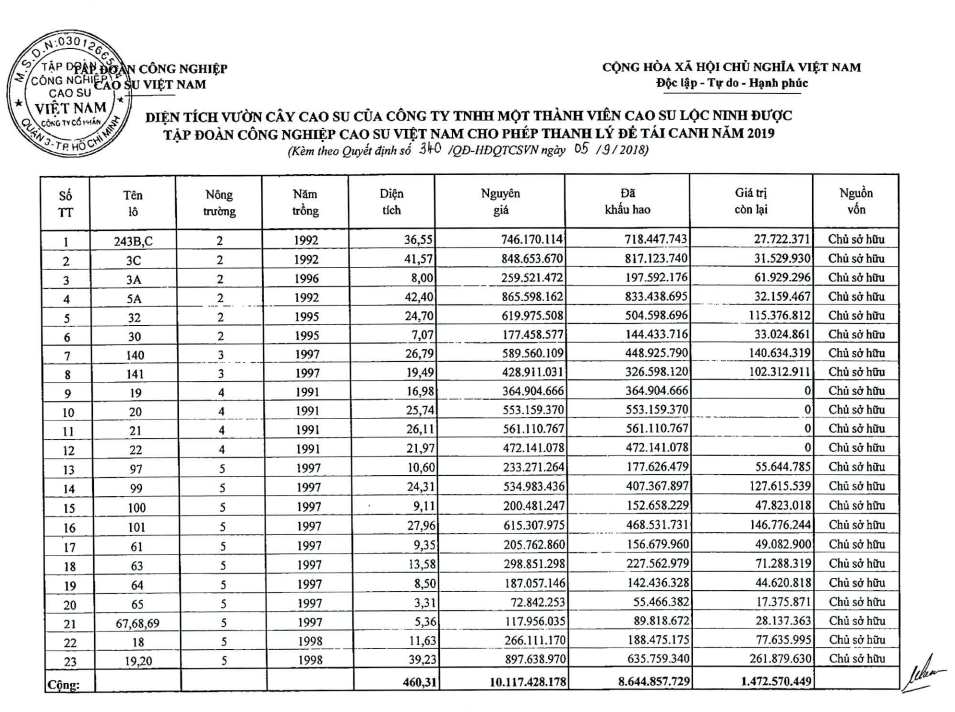 M.S.D.N:030126
TẬP ĐOÀN
CÔNG NGHIỆP
CAO SU
VIỆT NAM
CÔNG TY CỔ PHẦN
QUẬN 3-T.P. HỒ CHÍ MINH
TẬP ĐOÀN CÔNG NGHIỆP
CAO SU VIỆT NAM
CỘNG HÒA XÃ HỘI CHỦ NGHĨA VIỆT NAM
Độc lập - Tự do - Hạnh phúc
DIỆN TÍCH VƯỜN CÂY CAO SU CỦA CÔNG TY TNHH MỘT THÀNH VIÊN CAO SU LỘC NINH ĐƯỢC
TẬP ĐOÀN CÔNG NGHIỆP CAO SU VIỆT NAM CHO PHÉP THANH LÝ ĐỂ TÁI CANH NĂM 2019
(Kèm theo Quyết định số 340 /QĐ-HĐQTCSVN ngày 05 /9/2018)
Số TT Tên lô Nông trường Năm trồng Diện tích Nguyên giá Đã khấu hao Giá trị còn lại Nguồn vốn
1 243B,C 2 1992 36,55 746.170.114 718.447.743 27.722.371 Chủ sở hữu
2 3C 2 1992 41,57 848.653.670 817.123.740 31.529.930 Chủ sở hữu
3 3A 2 1996 8,00 259.521.472 197.592.176 61.929.296 Chủ sở hữu
4 5A 2 1992 42,40 865.598.162 833.438.695 32.159.467 Chủ sở hữu
5 32 2 1995 24,70 619.975.508 504.598.696 115.376.812 Chủ sở hữu
6 30 2 1995 7,07 177.458.577 144.433.716 33.024.861 Chủ sở hữu
7 140 3 1997 26,79 589.560.109 448.925.790 140.634.319 Chủ sở hữu
8 141 3 1997 19,49 428.911.031 326.598.120 102.312.911 Chủ sở hữu
9 19 4 1991 16,98 364.904.666 364.904.666 0 Chủ sở hữu
10 20 4 1991 25,74 553.159.370 553.159.370 0 Chủ sở hữu
11 21 4 1991 26,11 561.110.767 561.110.767 0 Chủ sở hữu
12 22 4 1991 21,97 472.141.078 472.141.078 0 Chủ sở hữu
13 97 5 1997 10,60 233.271.264 177.626.479 55.644.785 Chủ sở hữu
14 99 5 1997 24,31 534.983.436 407.367.897 127.615.539 Chủ sở hữu
15 100 5 1997 9,11 200.481.247 152.658.229 47.823.018 Chủ sở hữu
16 101 5 1997 27,96 615.307.975 468.531.731 146.776.244 Chủ sở hữu
17 61 5 1997 9,35 205.762.860 156.679.960 49.082.900 Chủ sở hữu
18 63 5 1997 13,58 298.851.298 227.562.979 71.288.319 Chủ sở hữu
19 64 5 1997 8,50 187.057.146 142.436.328 44.620.818 Chủ sở hữu
20 65 5 1997 3,31 72.842.253 55.466.382 17.375.871 Chủ sở hữu
21 67,68,69 5 1997 5,36 117.956.035 89.818.672 28.137.363 Chủ sở hữu
22 18 5 1998 11,63 266.111.170 188.475.175 77.635.995 Chủ sở hữu
23 19,20 5 1998 39,23 897.638.970 635.759.340 261.879.630 Chủ sở hữu
Cộng: 460,31 10.117.428.178 8.644.857.729 1.472.570.449